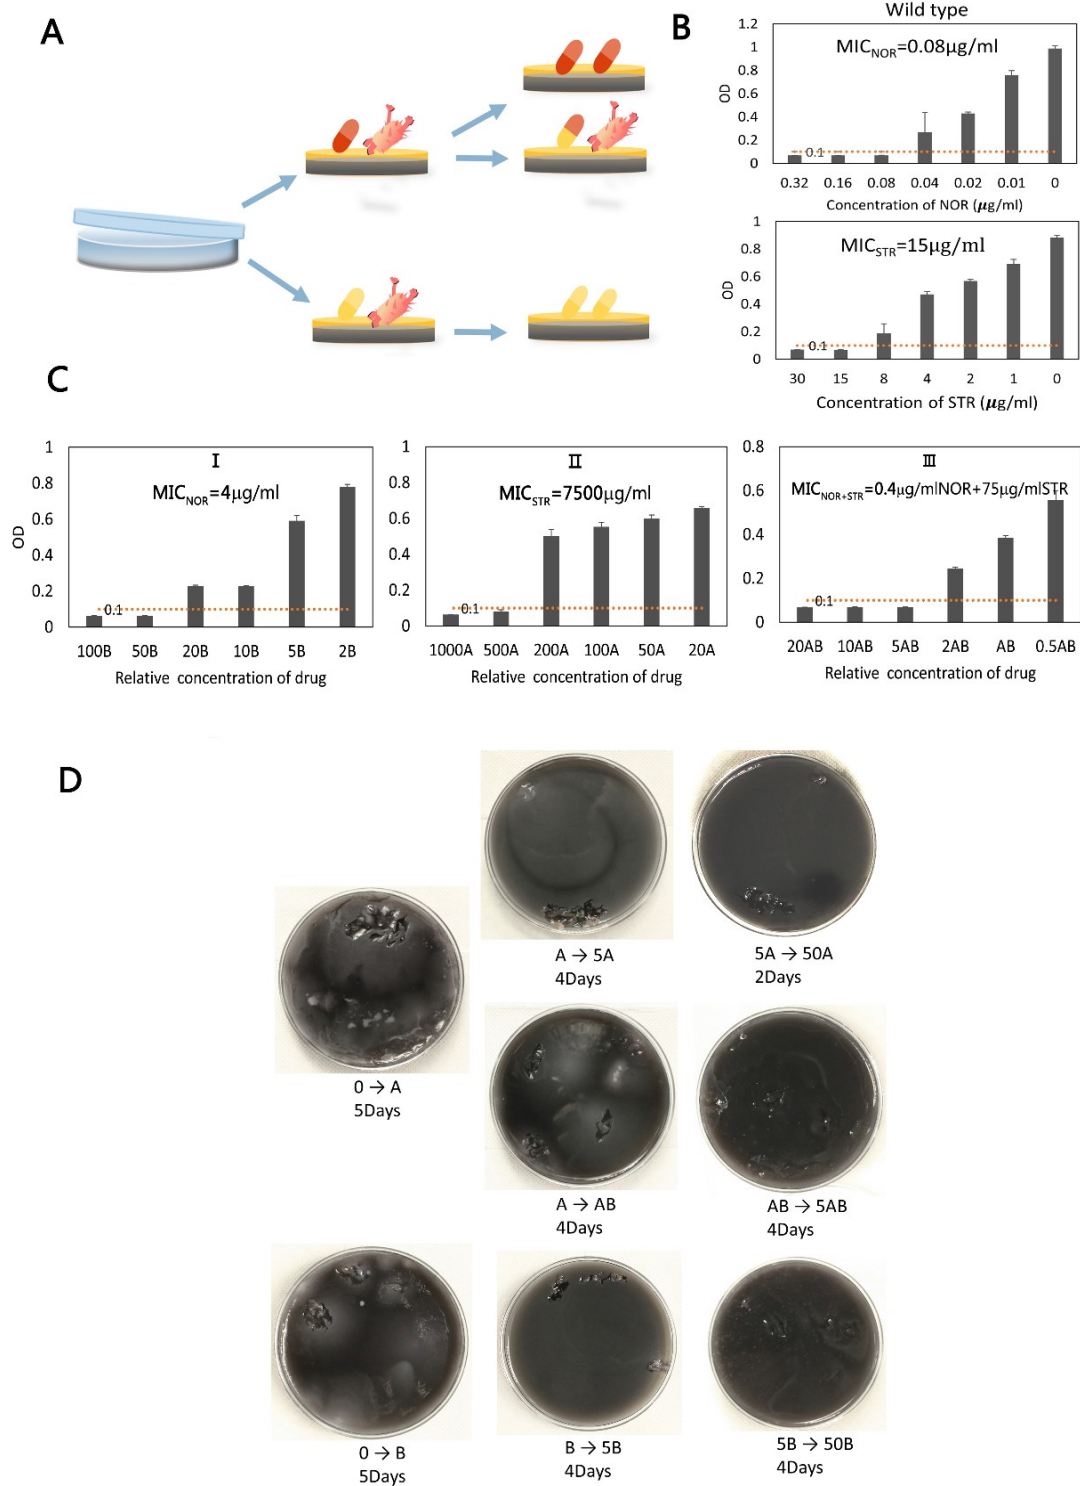 A
B
Wild type
MICNOR=0.08μg/ml
OD
1.2
1
0.8
0.6
0.4
0.2
0
0.1
0.32 0.16 0.08 0.04 0.02 0.01 0
Concentration of NOR (μg/ml)
MICSTR=15μg/ml
OD
1
0.8
0.6
0.4
0.2
0
0.1
30 15 8 4 2 1 0
Concentration of STR (μg/ml)
C
I
MICNOR=4μg/ml
OD
1
0.8
0.6
0.4
0.2
0
0.1
100B 50B 20B 10B 5B 2B
Relative concentration of drug
II
MICSTR=7500μg/ml
1
0.8
0.6
0.4
0.2
0
0.1
1000A 500A 200A 100A 50A 20A
Relative concentration of drug
III
MICNOR+STR=0.4μg/mlNOR+75μg/mlSTR
0.8
0.6
0.4
0.2
0
0.1
20AB 10AB 5AB 2AB AB 0.5AB
Relative concentration of drug
D
A → 5A
4Days
5A → 50A
2Days
0 → A
5Days
A → AB
4Days
AB → 5AB
4Days
0 → B
5Days
B → 5B
4Days
5B → 50B
4Days